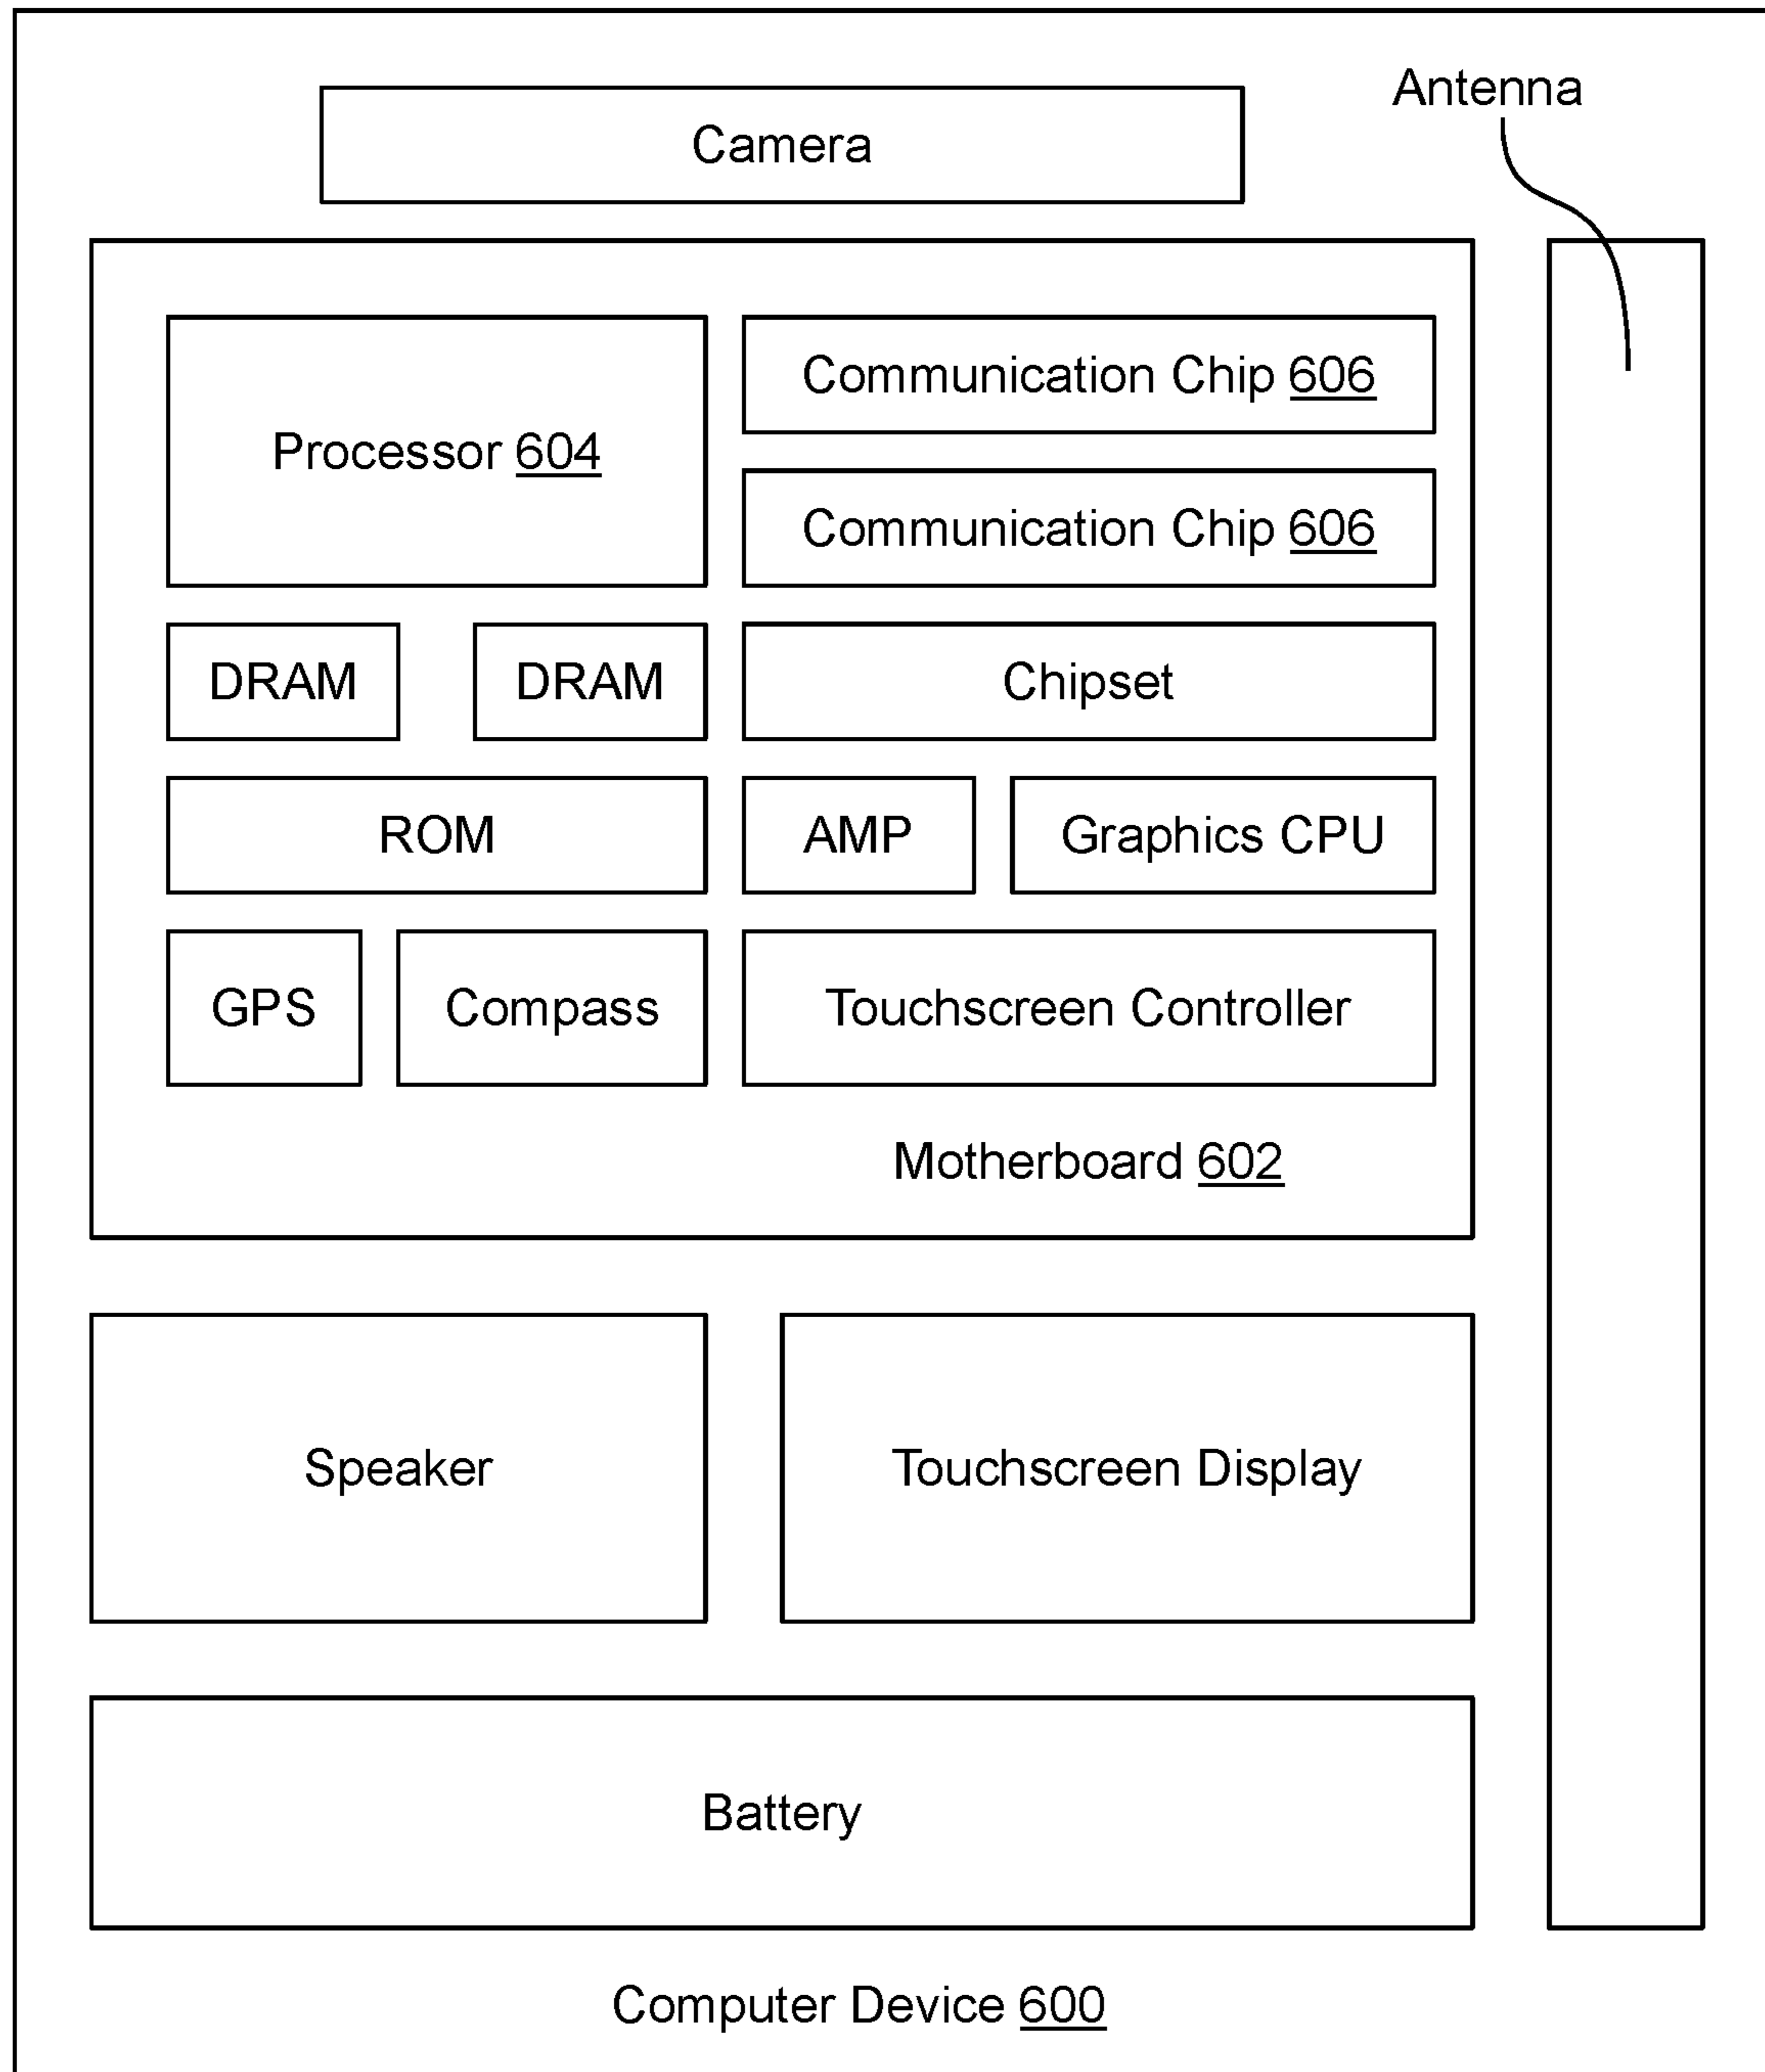 Antenna
Camera
Processor 604
Communication Chip 606
Communication Chip 606
DRAM
DRAM
Chipset
ROM
AMP
Graphics CPU
GPS
Compass
Touchscreen Controller
Motherboard 602
Speaker
Touchscreen Display
Battery
Computer Device 600